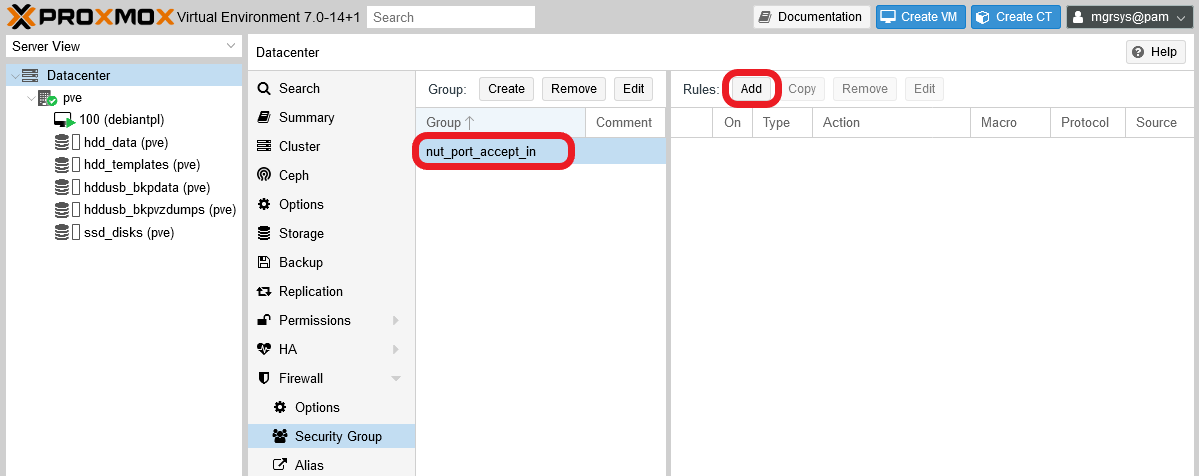 PROXMOX Virtual Environment 7.0-14+1 Search Documentation Create VM Create CT mgrsys@pam
Server View
Datacenter
pve
100 (debiantpl)
hdd_data (pve)
hdd_templates (pve)
hddusb_bkpdata (pve)
hddusb_bkpvzdumps (pve)
ssd_disks (pve)
Datacenter Help
Search
Summary
Cluster
Ceph
Options
Storage
Backup
Replication
Permissions
HA
Firewall
Options
Security Group
Alias
Group: Create Remove Edit
Group Comment
nut_port_accept_in
Rules: Add Copy Remove Edit
On Type Action Macro Protocol Source